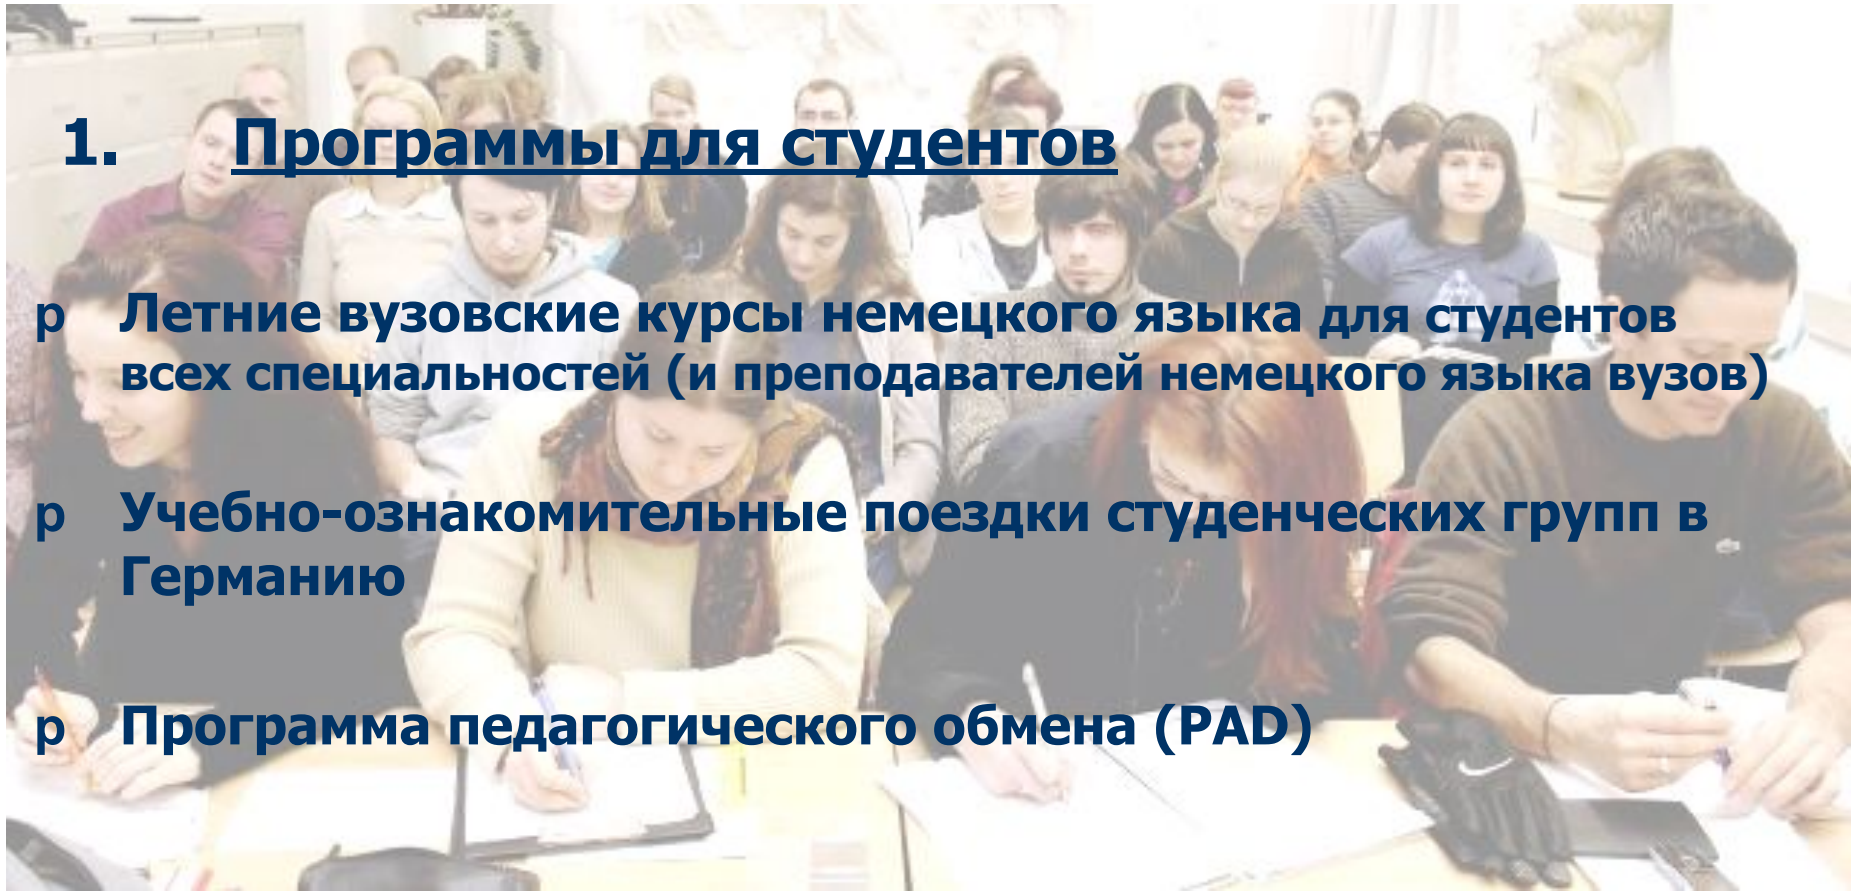 1. Программы для студентов
p Летние вузовские курсы немецкого языка для студентов
всех специальностей (и преподавателей немецкого языка вузов)
p Учебно-ознакомительные поездки студенческих групп в
Германию
p Программа педагогического обмена (PAD)